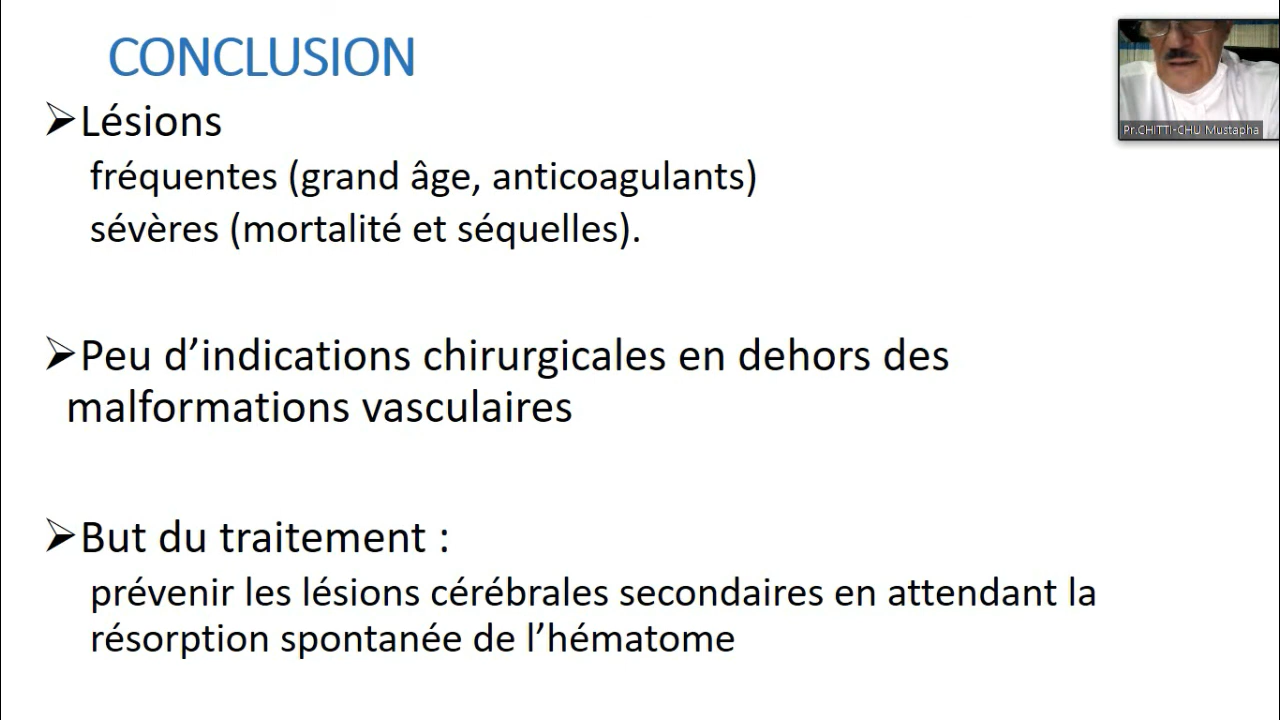 CONCLUSION
Pr.CHITTI-CHU Mustapha
➢Lésions
fréquentes (grand âge, anticoagulants)
sévères (mortalité et séquelles).
➢Peu d’indications chirurgicales en dehors des
malformations vasculaires
➢But du traitement :
prévenir les lésions cérébrales secondaires en attendant la
résorption spontanée de l’hématome